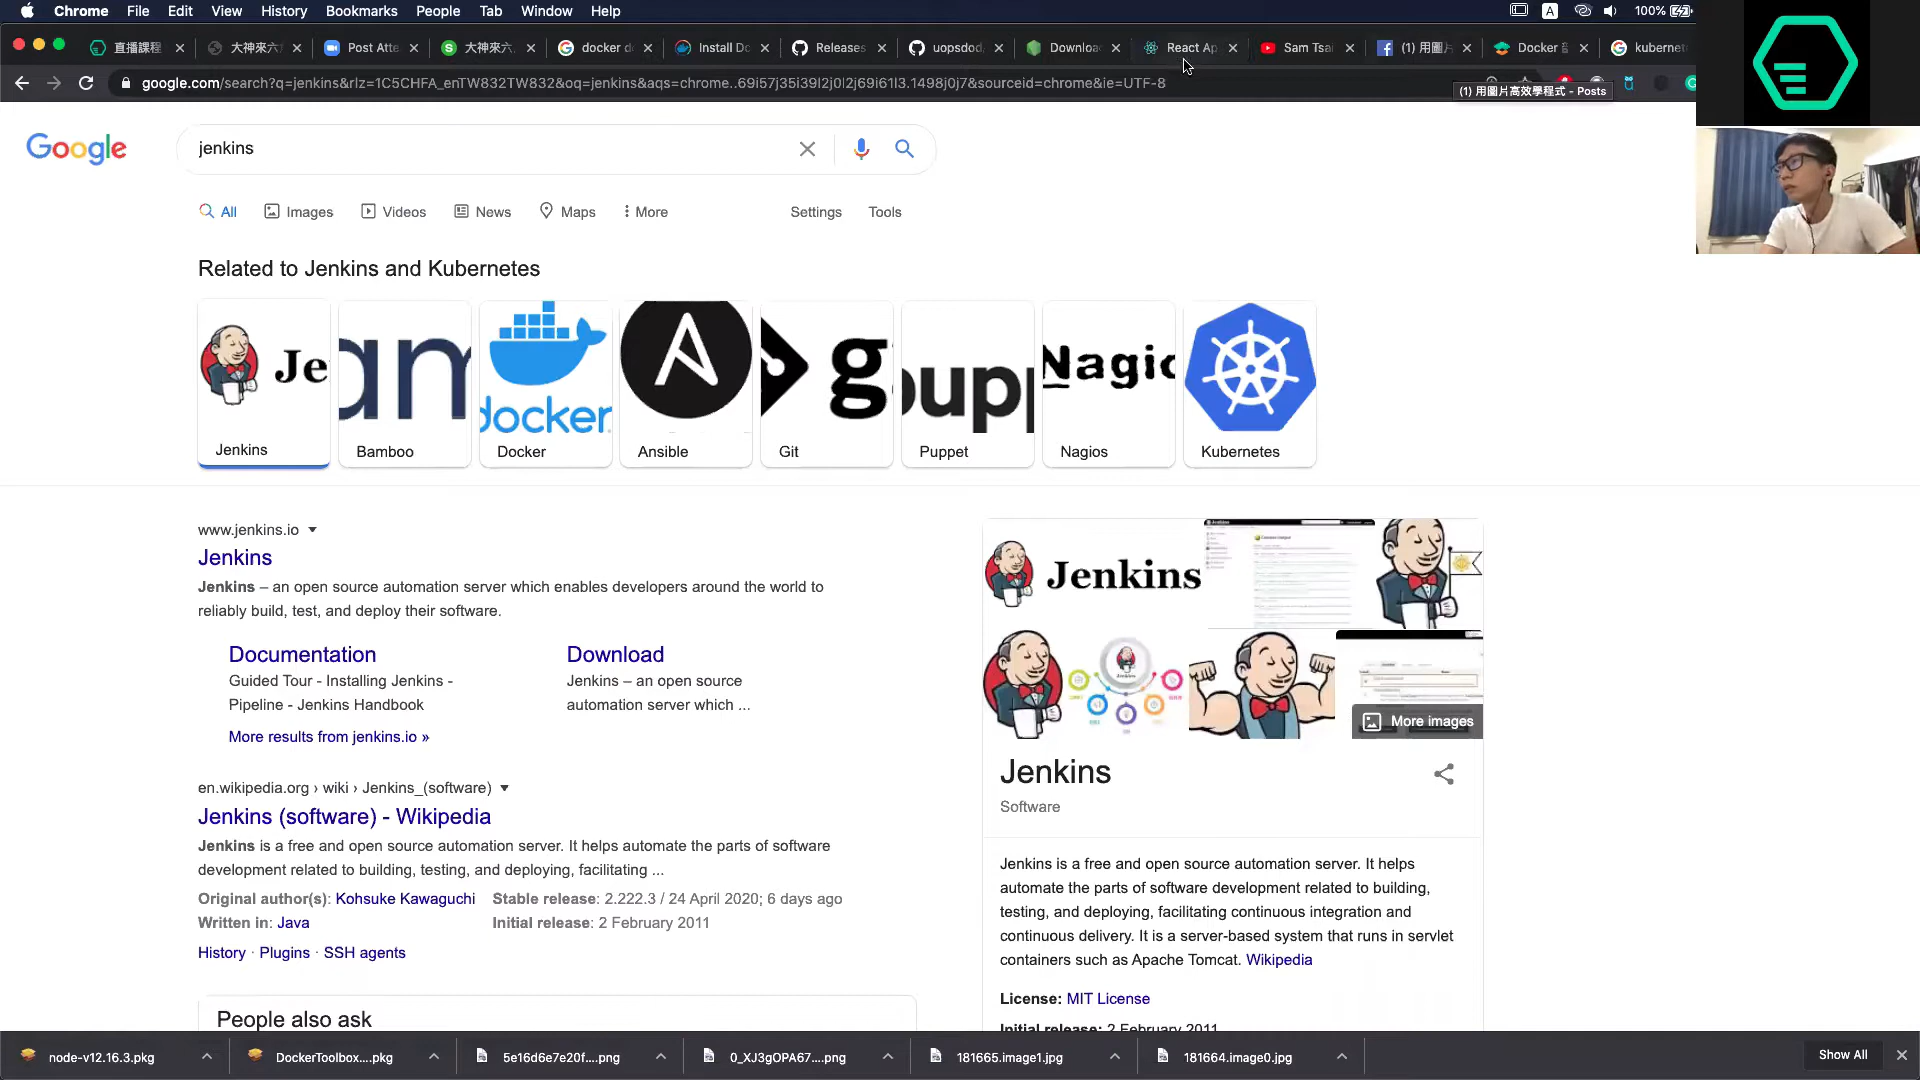 Chrome File Edit View History Bookmarks People Tab Window Help
A 100%
直播課程 大神來六 Post Atte 大神來六 docker d Install Do Releases uopsdod, Downloa React Ap Sam Tsai (1) 用圖片 Docker kubernet
google.com/search?q=jenkins&rlz=1C5CHFA_enTW832TW832&oq=jenkins&aqs=chrome..69i57j35i39l2j0l2j69i61l3.1498j0j7&sourceid=chrome&ie=UTF-8
(1) 用圖片高效學程式 - Posts
Google
jenkins
All Images Videos News Maps More Settings Tools
Related to Jenkins and Kubernetes
Je am docker g pupp Nagio
Jenkins Bamboo Docker Ansible Git Puppet Nagios Kubernetes
www.jenkins.io
Jenkins
Jenkins – an open source automation server which enables developers around the world to
reliably build, test, and deploy their software.
Documentation
Guided Tour - Installing Jenkins -
Pipeline - Jenkins Handbook
Download
Jenkins – an open source
automation server which ...
More results from jenkins.io »
en.wikipedia.org › wiki › Jenkins_(software)
Jenkins (software) - Wikipedia
Jenkins is a free and open source automation server. It helps automate the parts of software
development related to building, testing, and deploying, facilitating ...
Original author(s): Kohsuke Kawaguchi Stable release: 2.222.3 / 24 April 2020; 6 days ago
Written in: Java Initial release: 2 February 2011
History · Plugins · SSH agents
People also ask
Jenkins
More images
Jenkins
Software
Jenkins is a free and open source automation server. It helps
automate the parts of software development related to building,
testing, and deploying, facilitating continuous integration and
continuous delivery. It is a server-based system that runs in servlet
containers such as Apache Tomcat. Wikipedia
License: MIT License
Initial release: 2 February 2011
node-v12.16.3.pkg DockerToolbox....pkg 5e16d6e7e20f....png 0_XJ3gOPA67....png 181665.image1.jpg 181664.image0.jpg Show All